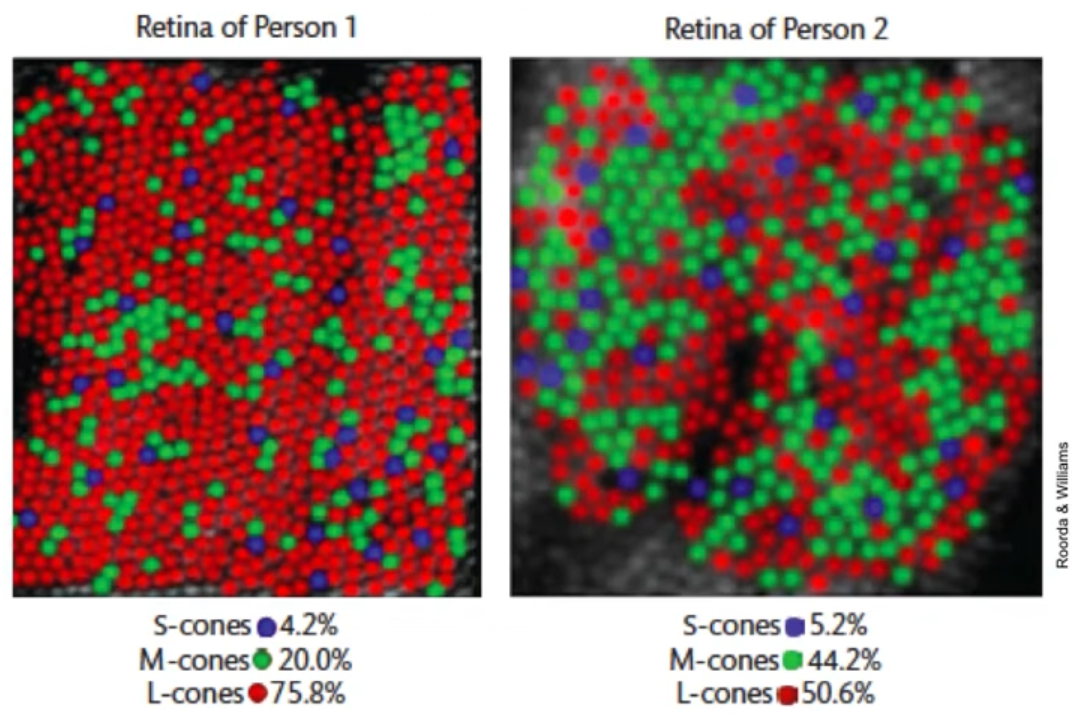 Retina of Person 1
Retina of Person 2
S-cones 4.2%
M-cones 20.0%
L-cones 75.8%
S-cones 5.2%
M-cones 44.2%
L-cones 50.6%
Roorda & Williams